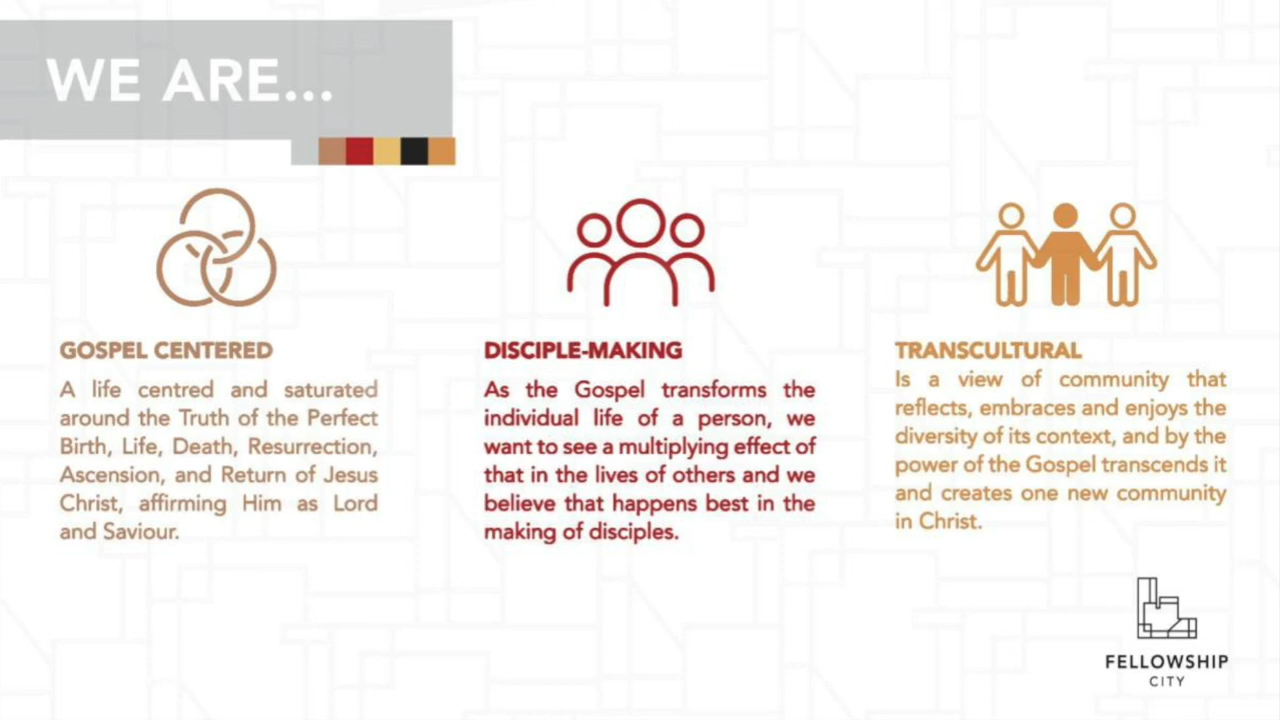 WE ARE...
GOSPEL CENTERED
A life centred and saturated
around the Truth of the Perfect
Birth, Life, Death, Resurrection,
Ascension, and Return of Jesus
Christ, affirming Him as Lord
and Saviour.
DISCIPLE-MAKING
As the Gospel transforms the
individual life of a person, we
want to see a multiplying effect of
that in the lives of others and we
believe that happens best in the
making of disciples.
TRANSCULTURAL
Is a view of community that
reflects, embraces and enjoys the
diversity of its context, and by the
power of the Gospel transcends it
and creates one new community
in Christ.
FELLOWSHIP
CITY